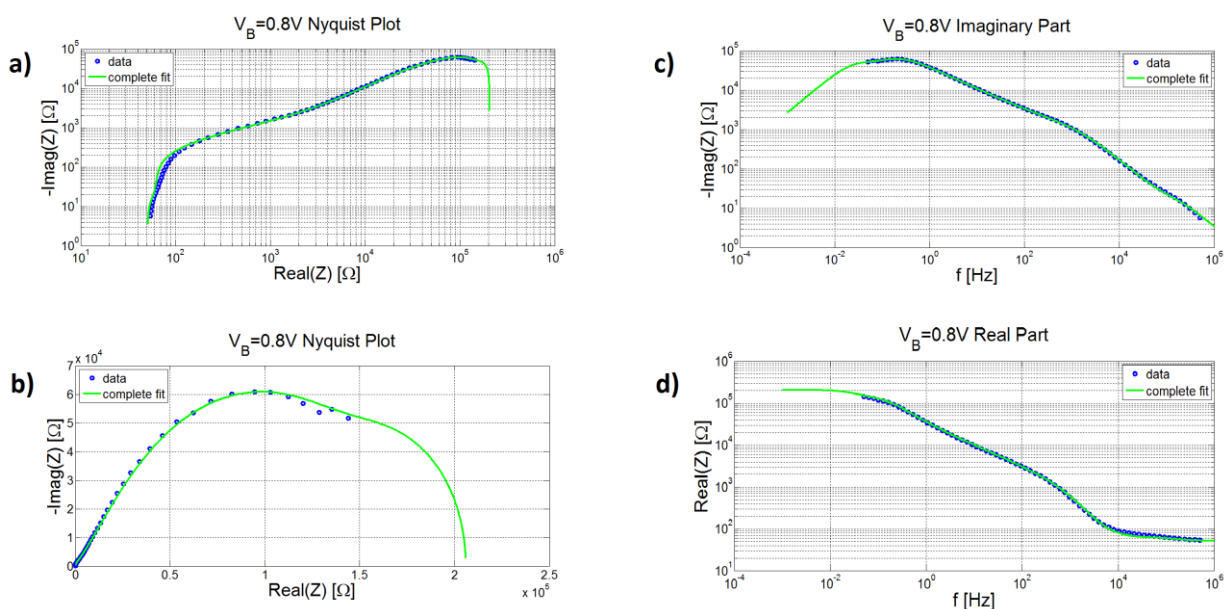 a)
V_B=0.8V Nyquist Plot
10^5
10^4
10^3
10^2
10^1
10^0
-Imag(Z) [Ω]
data
complete fit
10^1 10^2 10^3 10^4 10^5 10^6
Real(Z) [Ω]
b)
V_B=0.8V Nyquist Plot
x 10^4
7
6
5
4
3
2
1
0
-Imag(Z) [Ω]
data
complete fit
0 0.5 1 1.5 2 2.5
x 10^5
Real(Z) [Ω]
c)
V_B=0.8V Imaginary Part
10^5
10^4
10^3
10^2
10^1
10^0
-Imag(Z) [Ω]
data
complete fit
10^-4 10^-2 10^0 10^2 10^4 10^6
f [Hz]
d)
V_B=0.8V Real Part
10^6
10^5
10^4
10^3
10^2
10^1
Real(Z) [Ω]
data
complete fit
10^-4 10^-2 10^0 10^2 10^4 10^6
f [Hz]